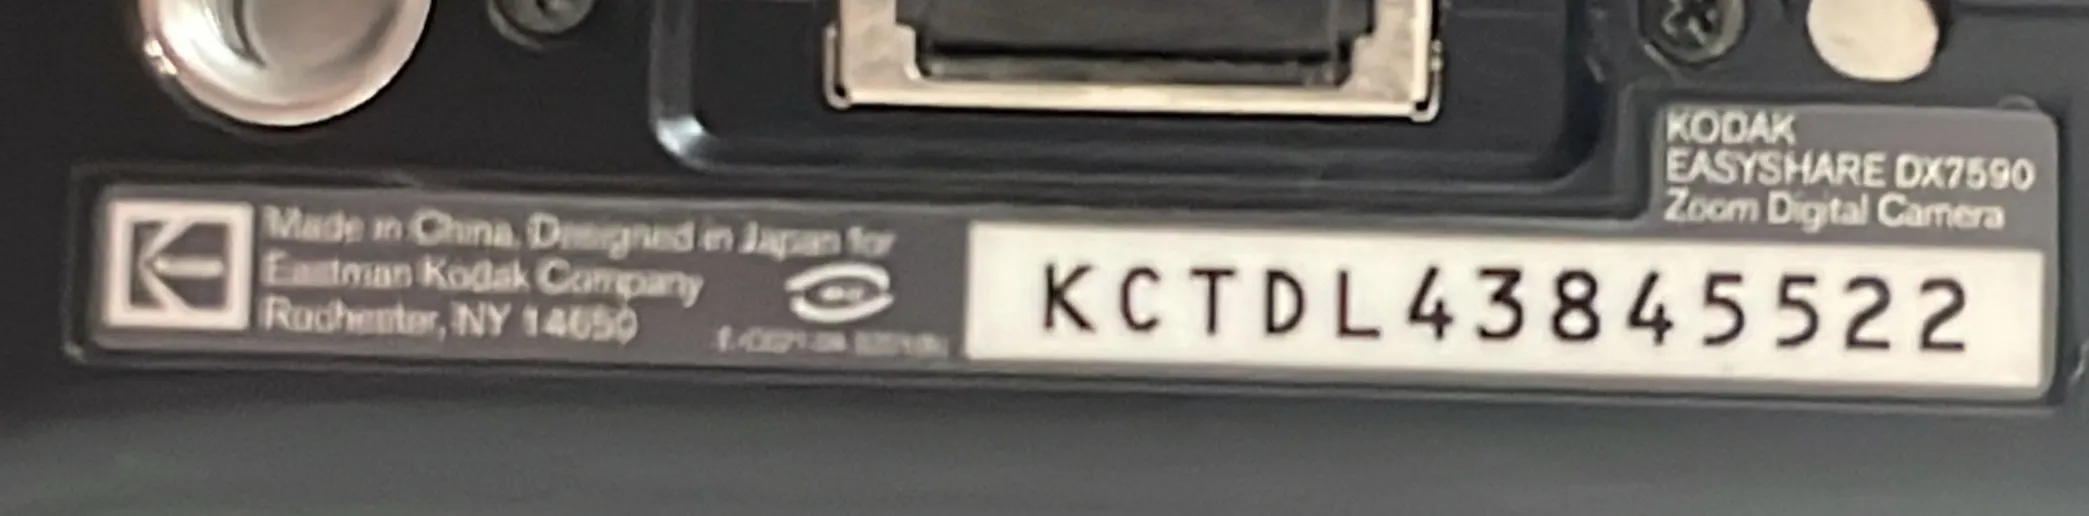 KODAK
EASYSHARE DX7590
Zoom Digital Camera
Made in China. Designed in Japan for
Eastman Kodak Company
Rochester, NY 14650
KCTDL43845522